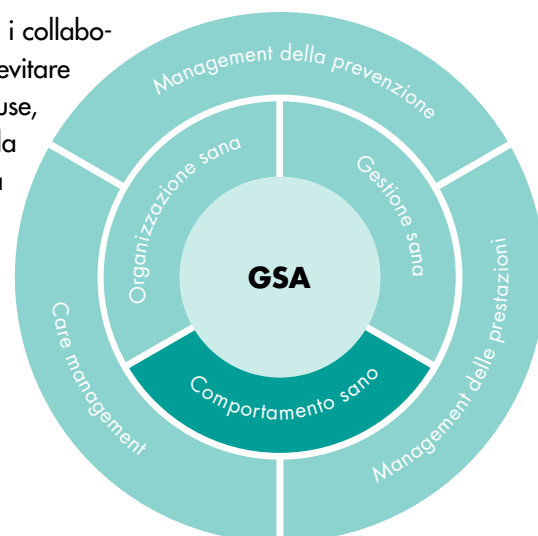 i collabo-
evitare
use,
la
Management della prevenzione
Organizzazione sana
Gestione sana
GSA
Comportamento sano
Care management
Management delle prestazioni